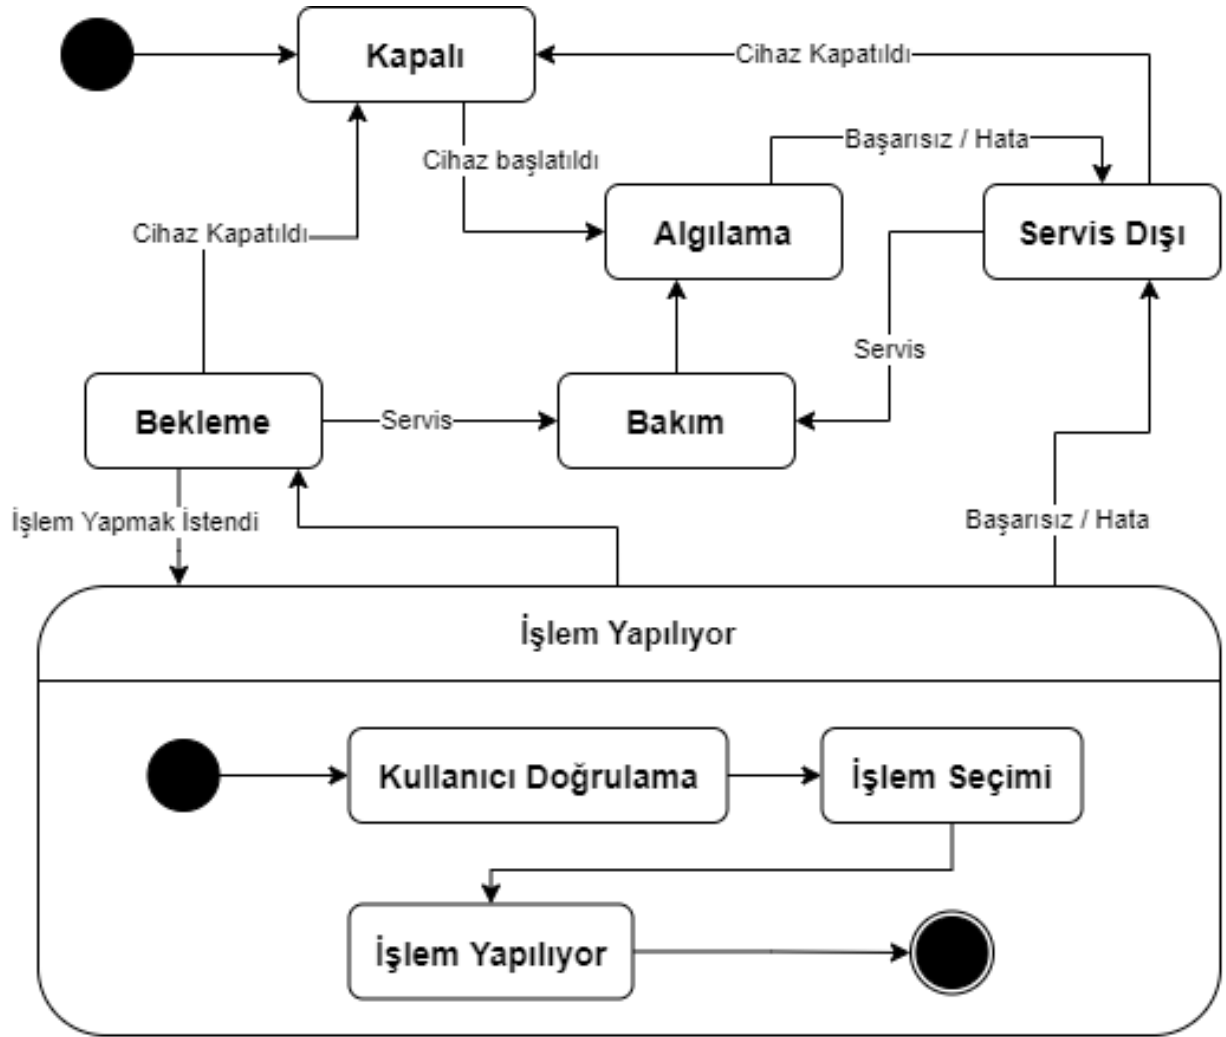 Kapalı
Cihaz Kapatıldı
Başarısız / Hata
Cihaz başlatıldı
Cihaz Kapatıldı
Algılama
Servis Dışı
Servis
Bekleme
Servis
Bakım
İşlem Yapmak İstendi
Başarısız / Hata
İşlem Yapılıyor
Kullanıcı Doğrulama
İşlem Seçimi
İşlem Yapılıyor